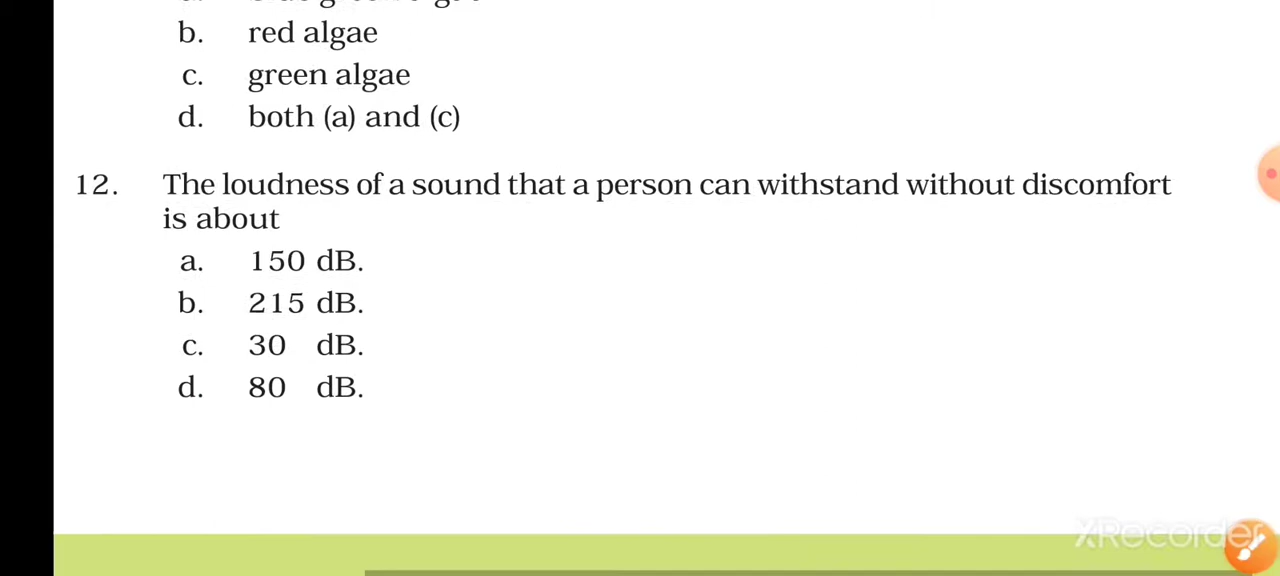 b. red algae
c. green algae
d. both (a) and (c)
12. The loudness of a sound that a person can withstand without discomfort
is about
a. 150 dB.
b. 215 dB.
c. 30 dB.
d. 80 dB.
XRecorder